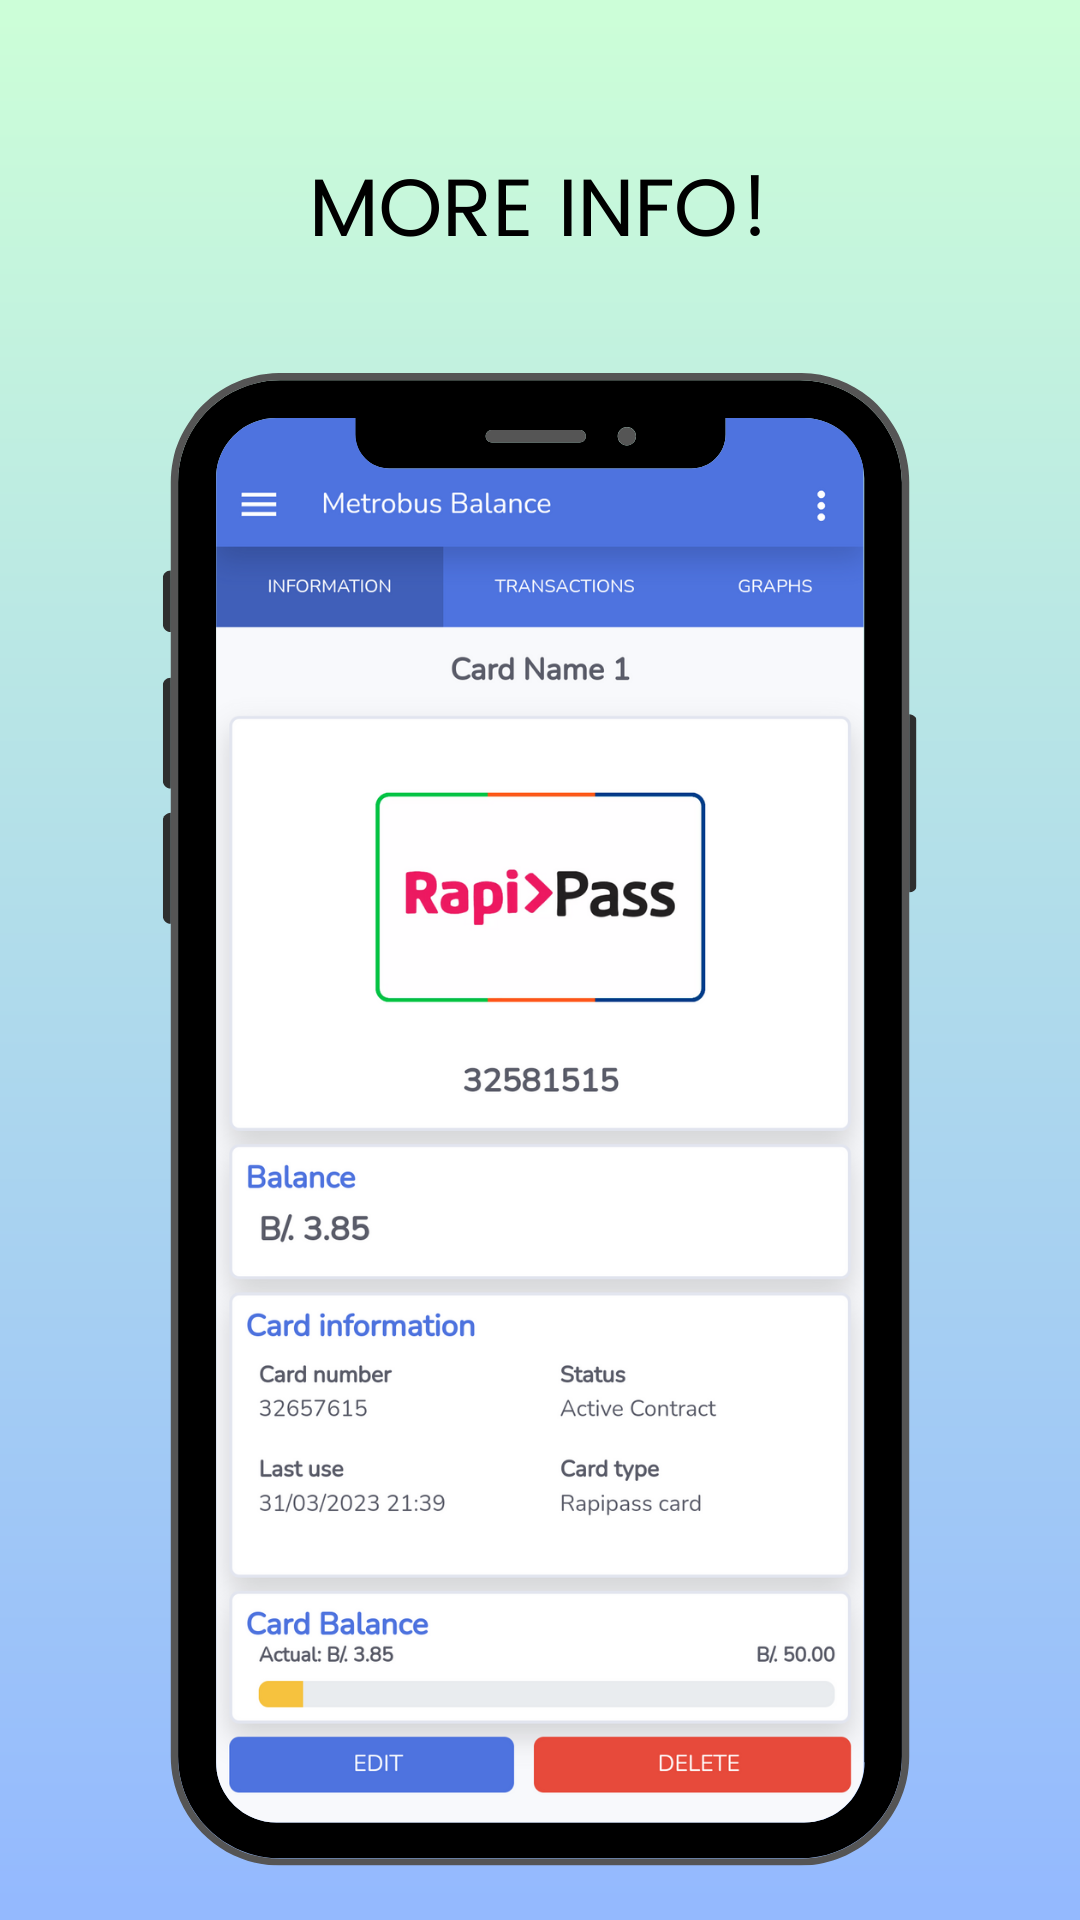 MORE INFO!
Metrobus Balance
INFORMATION TRANSACTIONS GRAPHS
Card Name 1
Rapi>Pass
32581515
Balance
B/. 3.85
Card information
Card number Status
32657615 Active Contract
Last use Card type
31/03/2023 21:39 Rapipass card
Card Balance
Actual: B/. 3.85 B/. 50.00
EDIT DELETE